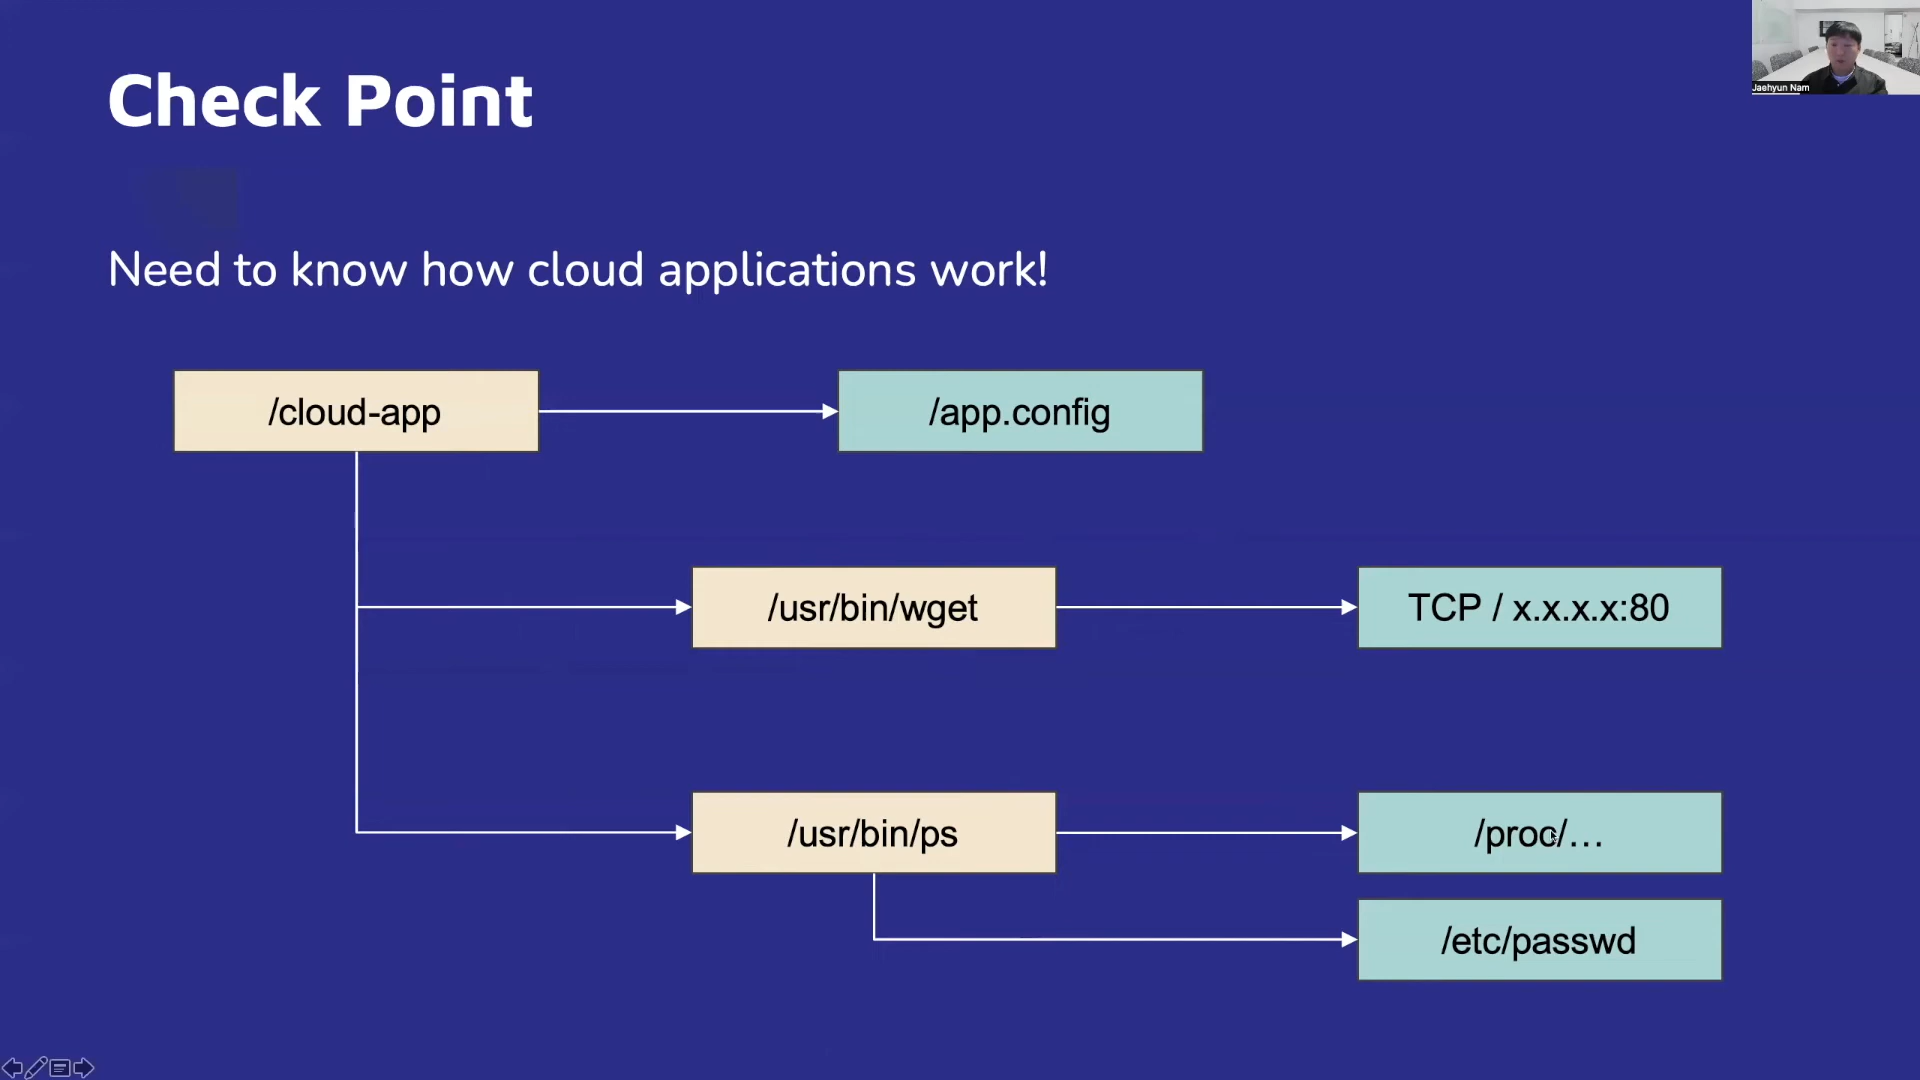 Check Point
Jaehyun Nam
Need to know how cloud applications work!
/cloud-app
/app.config
/usr/bin/wget
TCP / x.x.x.x:80
/usr/bin/ps
/proc/…
/etc/passwd